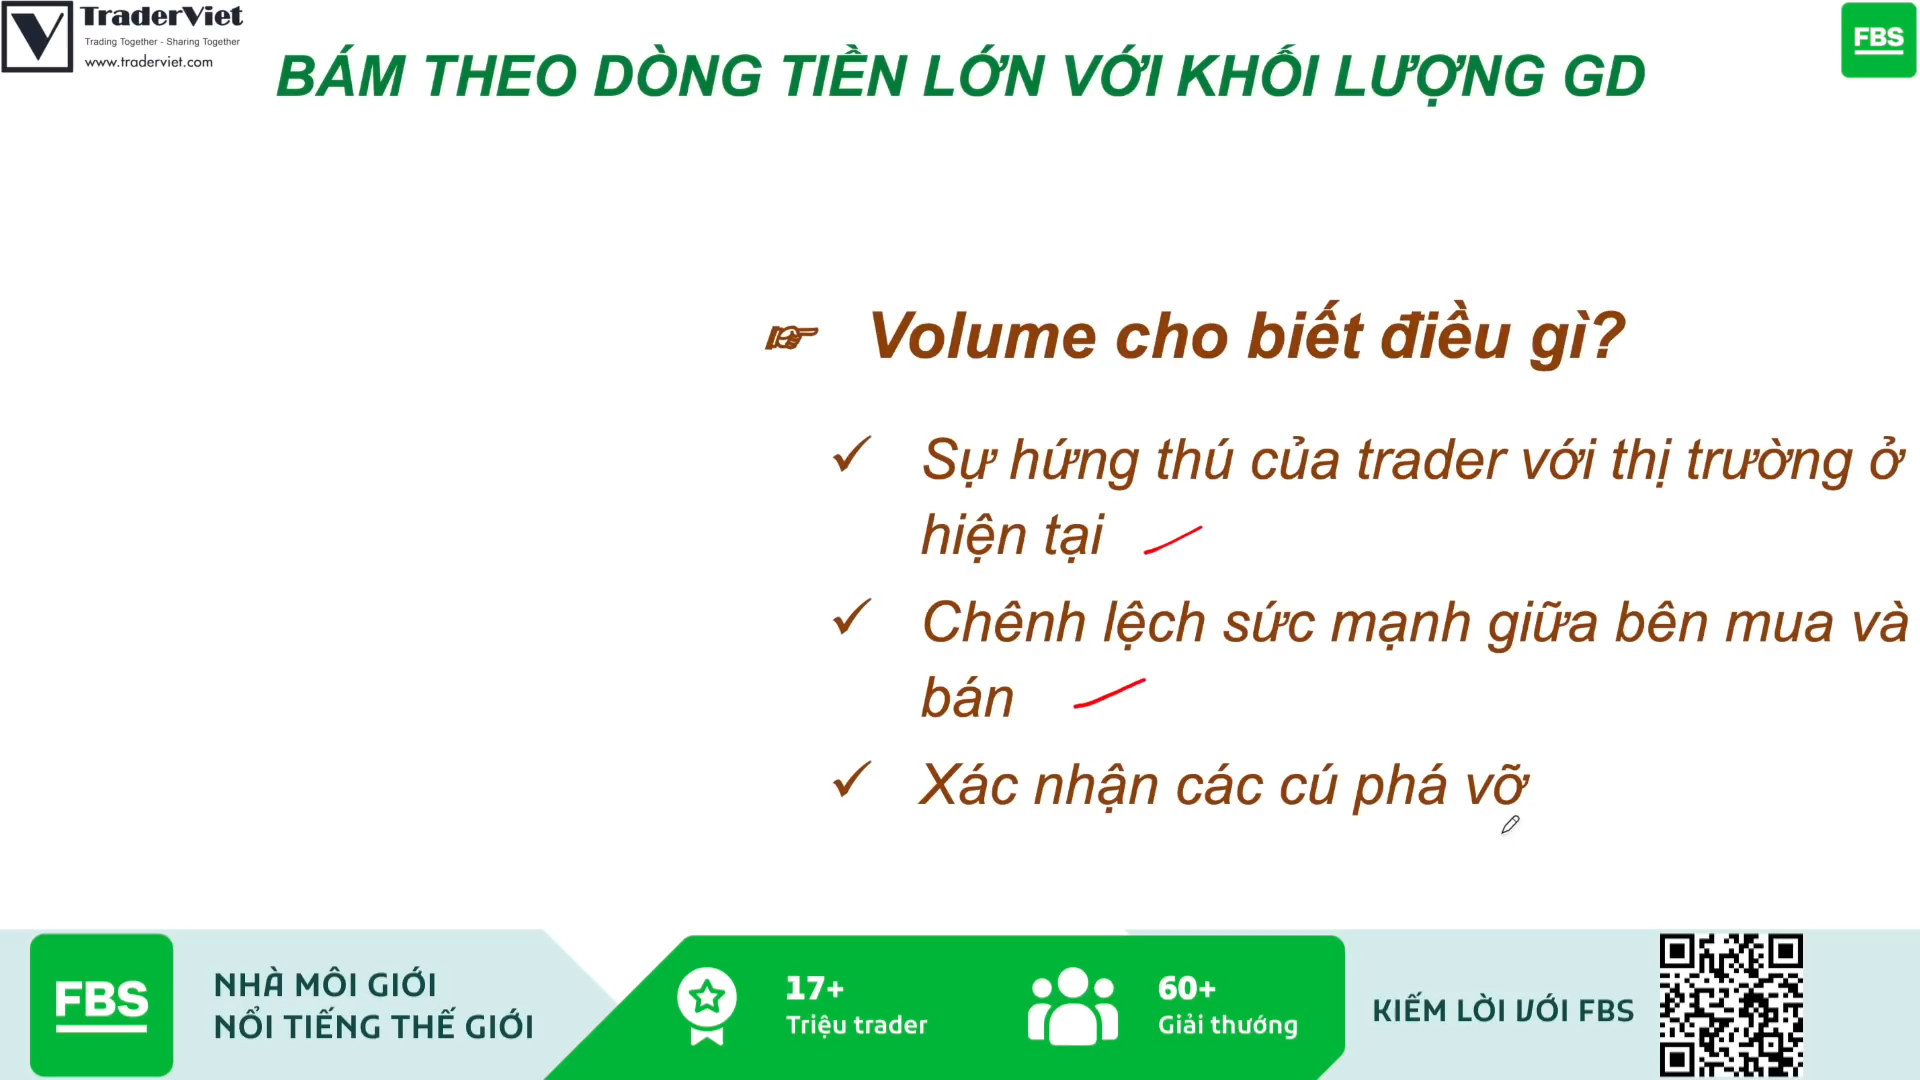 TraderViet
Trading Together - Sharing Together
www.traderviet.com
FBS
BÁM THEO DÒNG TIỀN LỚN VỚI KHỐI LƯỢNG GD
☞ Volume cho biết điều gì?
✓ Sự hứng thú của trader với thị trường ở
hiện tại
✓ Chênh lệch sức mạnh giữa bên mua và
bán
✓ Xác nhận các cú phá vỡ
FBS
NHÀ MÔI GIỚI
NỔI TIẾNG THẾ GIỚI
17+
Triệu trader
60+
Giải thưởng
KIẾM LỜI VỚI FBS